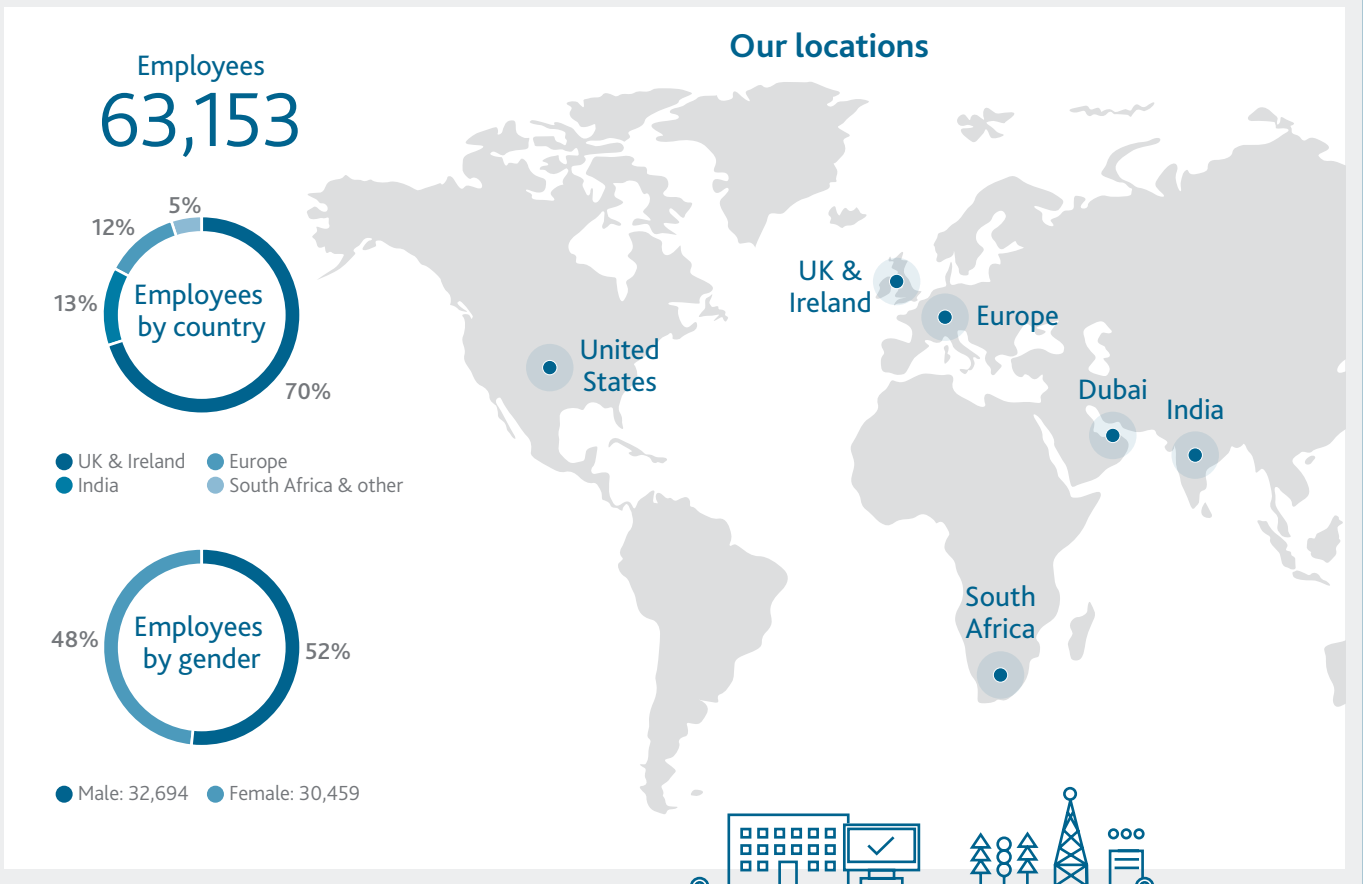 Our locations
Employees
63,153
5%
12%
13%
Employees
by country
70%
UK & Ireland
Europe
India
South Africa & other
48%
Employees
by gender
52%
Male: 32,694
Female: 30,459
UK &
Ireland
Europe
United
States
Dubai
India
South
Africa